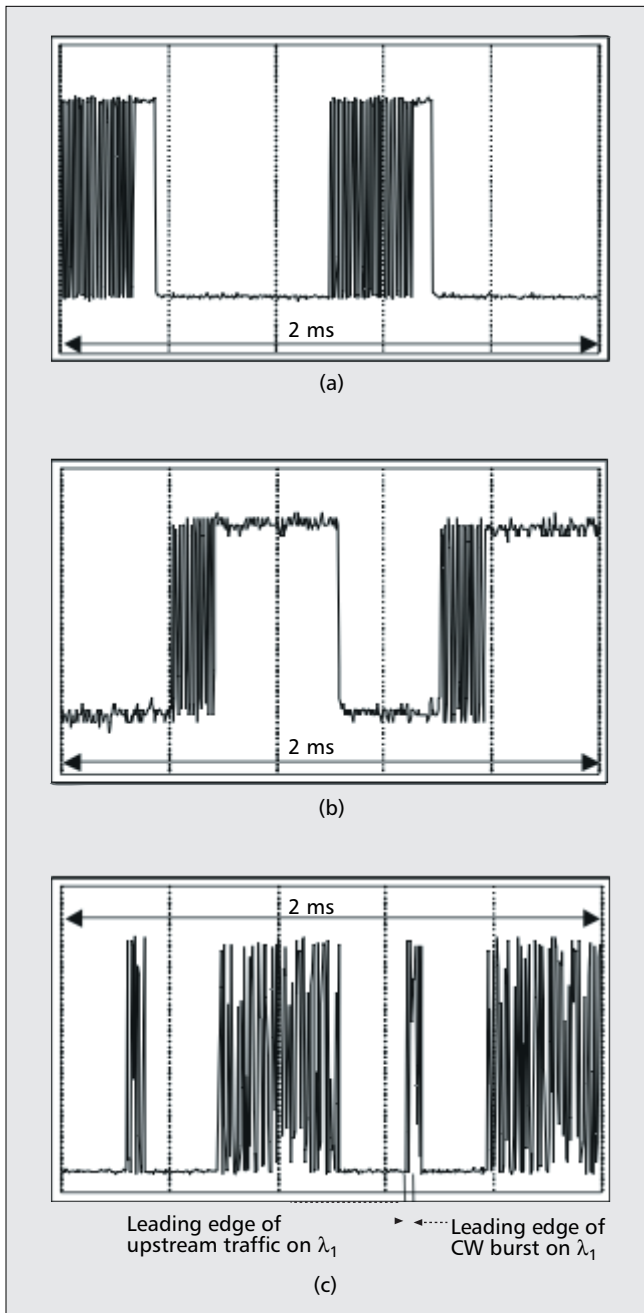 2 ms
(a)
2 ms
(b)
2 ms
Leading edge of
upstream traffic on λ1
Leading edge of
CW burst on λ1
(c)